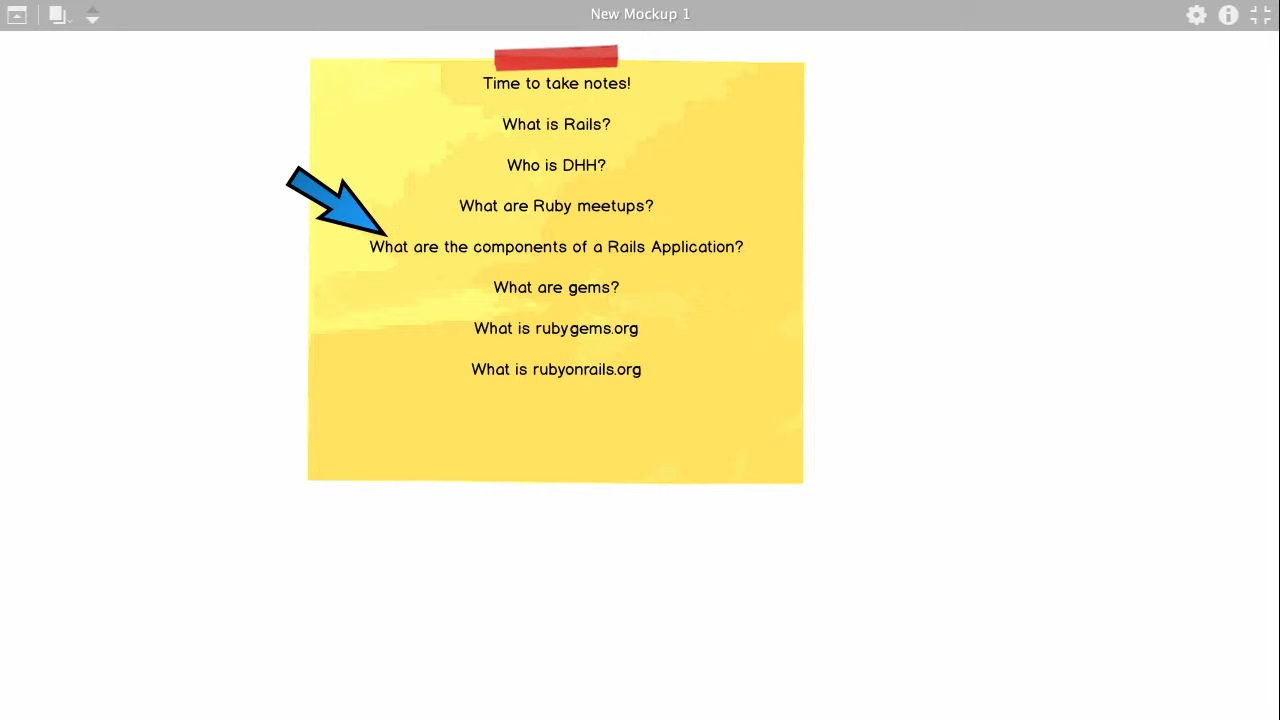 New Mockup 1
Time to take notes!
What is Rails?
Who is DHH?
What are Ruby meetups?
What are the components of a Rails Application?
What are gems?
What is rubygems.org
What is rubyonrails.org